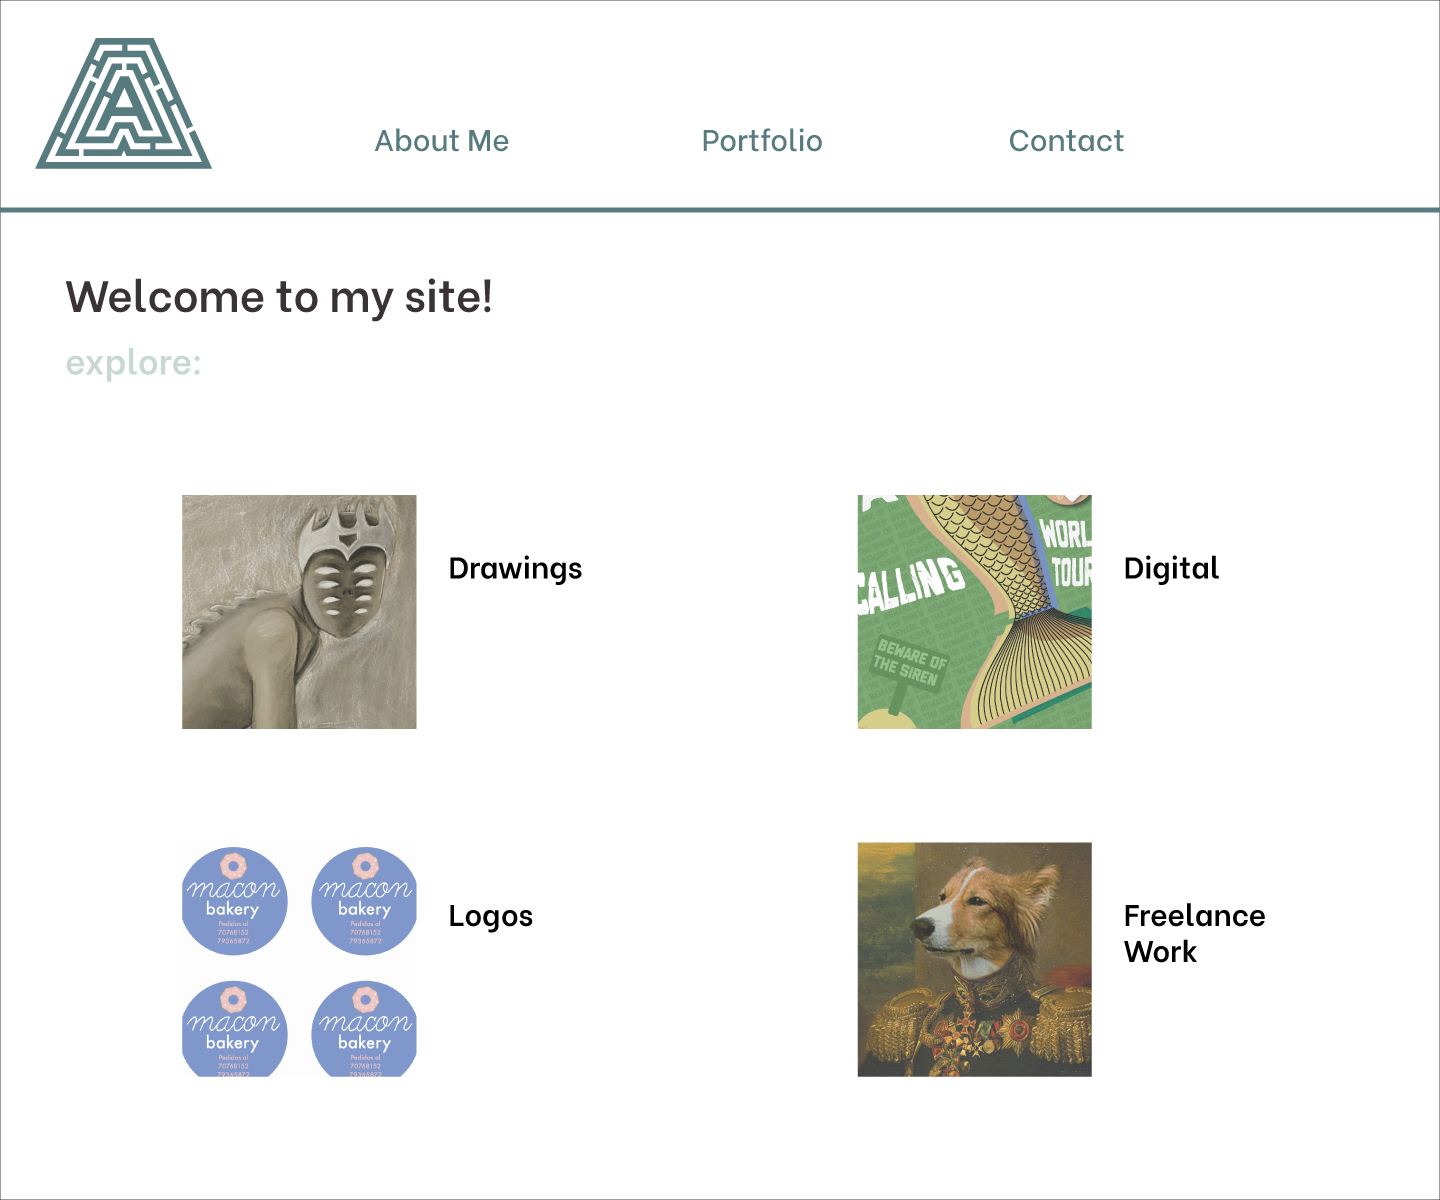 A
About Me
Portfolio
Contact
Welcome to my site!
explore:
Drawings
CALLING
WORL
TOUR
BEWARE OF
THE SIREN
Digital
macon
bakery
Pedidos al
70768152
79365872
macon
bakery
Pedidos al
70768152
79365872
macon
bakery
Pedidos al
70768152
79365872
macon
bakery
Pedidos al
70768152
79365872
Logos
Freelance
Work